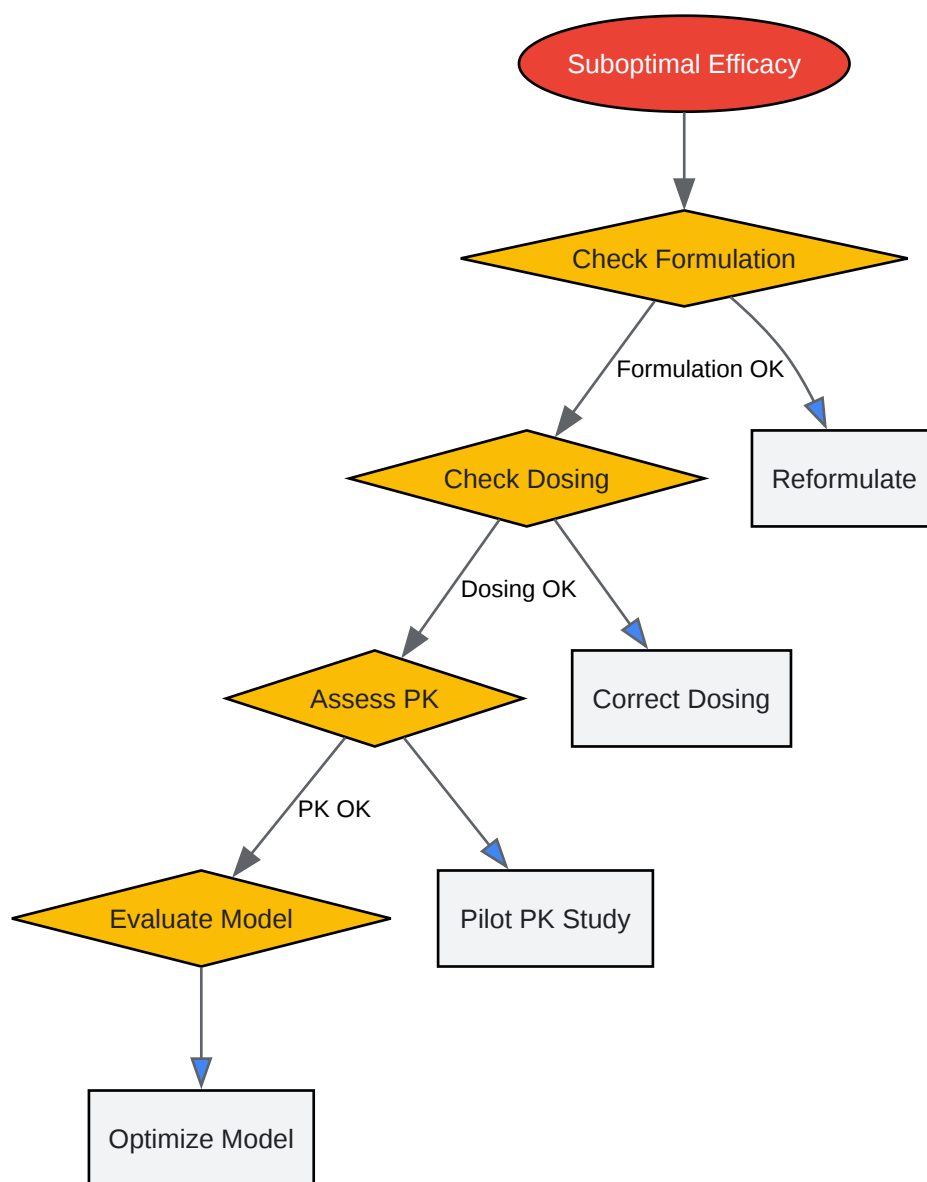 Suboptimal Efficacy
Check Formulation
Formulation OK
Check Dosing
Reformulate
Dosing OK
Assess PK
Correct Dosing
PK OK
Evaluate Model
Pilot PK Study
Optimize Model